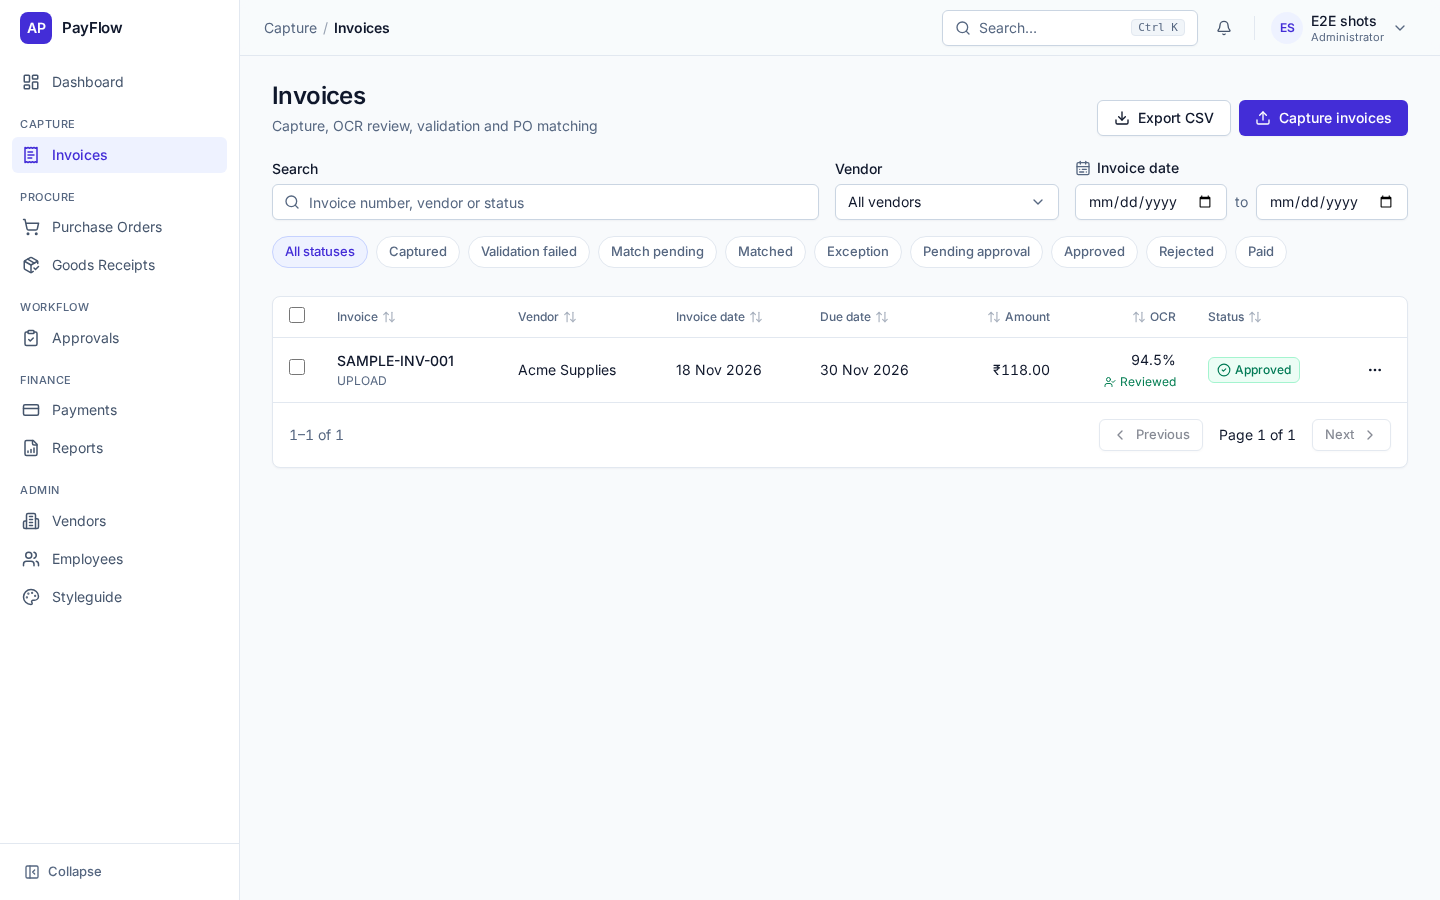 AP PayFlow
Dashboard
CAPTURE
Invoices
PROCURE
Purchase Orders
Goods Receipts
WORKFLOW
Approvals
FINANCE
Payments
Reports
ADMIN
Vendors
Employees
Styleguide
Collapse
Capture / Invoices
Search... Ctrl K
ES E2E shots
Administrator
Invoices
Capture, OCR review, validation and PO matching
Export CSV Capture invoices
Search Vendor Invoice date
Invoice number, vendor or status All vendors mm/dd/yyyy to mm/dd/yyyy
All statuses Captured Validation failed Match pending Matched Exception Pending approval Approved Rejected Paid
Invoice Vendor Invoice date Due date Amount OCR Status
SAMPLE-INV-001 Acme Supplies 18 Nov 2026 30 Nov 2026 ₹118.00 94.5% Approved
UPLOAD Reviewed
1–1 of 1 Previous Page 1 of 1 Next